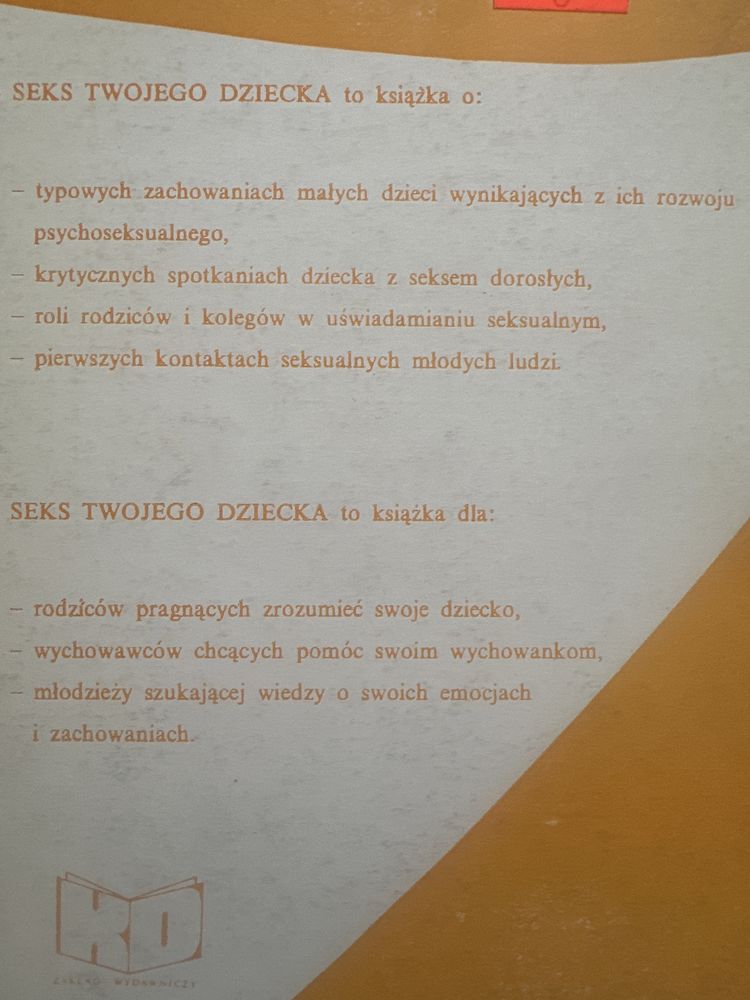 SEKS TWOJEGO DZIECKA to książka o:
– typowych zachowaniach małych dzieci wynikających z ich rozwoju
psychoseksualnego,
– krytycznych spotkaniach dziecka z seksem dorosłych,
– roli rodziców i kolegów w uświadamianiu seksualnym,
– pierwszych kontaktach seksualnych młodych ludzi.
SEKS TWOJEGO DZIECKA to książka dla:
– rodziców pragnących zrozumieć swoje dziecko,
– wychowawców chcących pomóc swoim wychowankom,
– młodzieży szukającej wiedzy o swoich emocjach
i zachowaniach.
KD
ZAKŁAD WYDAWNICZY